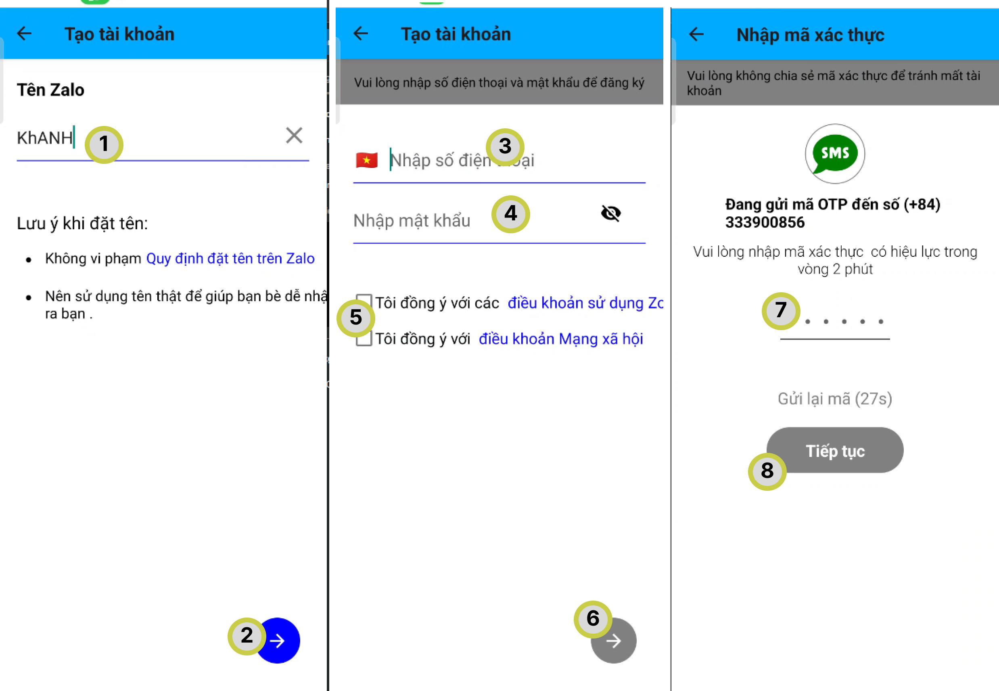 Tạo tài khoản
Tên Zalo
KhANH
1
Lưu ý khi đặt tên:
Không vi phạm Quy định đặt tên trên Zalo
Nên sử dụng tên thật để giúp bạn bè dễ nhậ
ra bạn .
2
Tạo tài khoản
Vui lòng nhập số điện thoại và mật khẩu để đăng ký
3
Nhập số điện thoại
Nhập mật khẩu
4
Tôi đồng ý với các điều khoản sử dụng Zo
5
Tôi đồng ý với điều khoản Mạng xã hội
6
Nhập mã xác thực
Vui lòng không chia sẻ mã xác thực để tránh mất tài
khoản
SMS
Đang gửi mã OTP đến số (+84)
333900856
Vui lòng nhập mã xác thực có hiệu lực trong
vòng 2 phút
7
Gửi lại mã (27s)
Tiếp tục
8